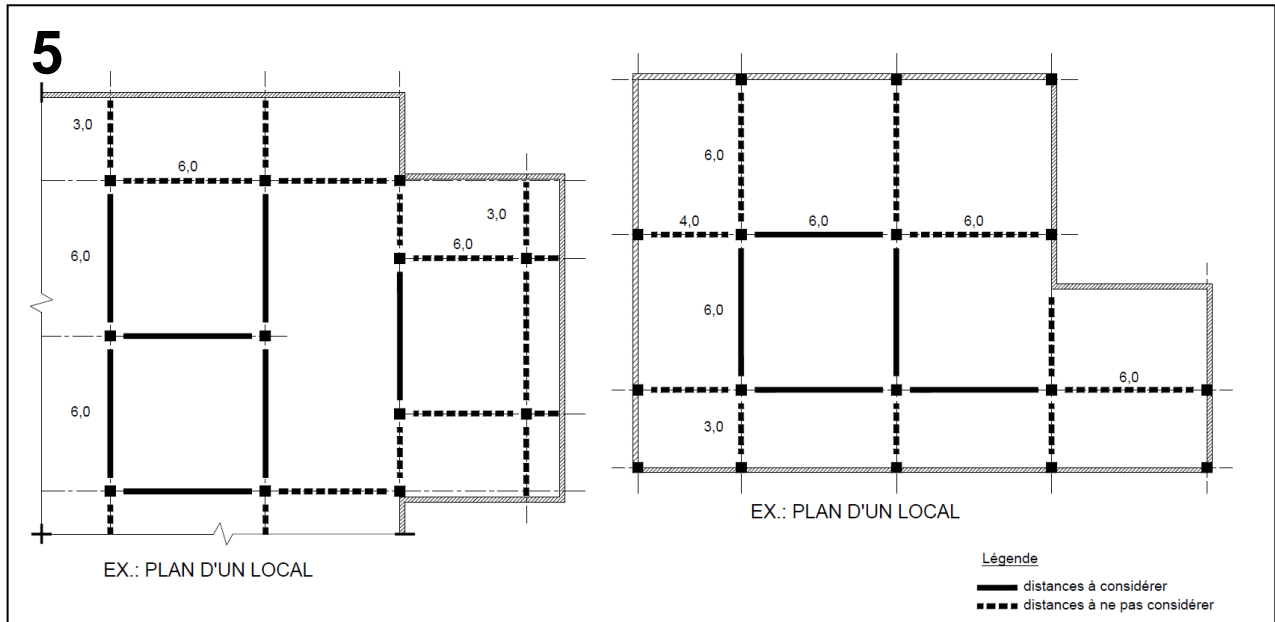 5
3,0
6,0
3,0
6,0
6,0
6,0
EX.: PLAN D'UN LOCAL
6,0
4,0
6,0
6,0
6,0
6,0
3,0
EX.: PLAN D'UN LOCAL
Légende
distances à considérer
distances à ne pas considérer